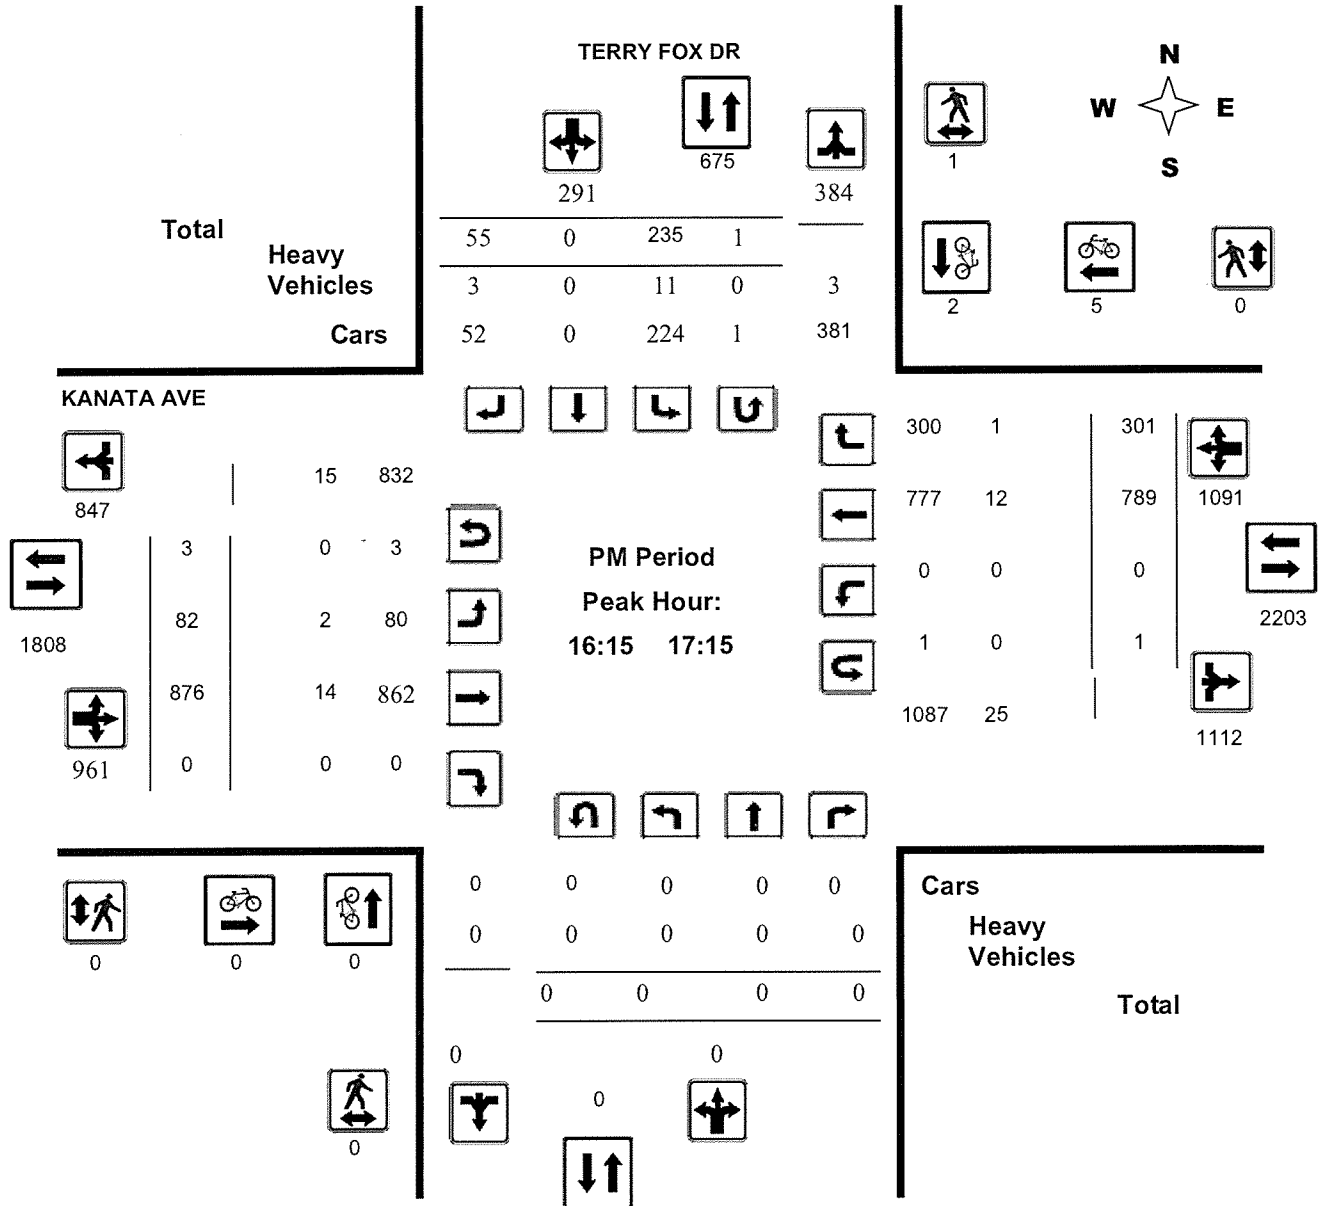 TERRY FOX DR
N
W E
S
675
1
291
384
Total
55 0 235 1
Heavy
Vehicles
3 0 11 0 3
2 5 0
Cars
52 0 224 1 381
KANATA AVE
300 1 301
15 832
847
777 12 789 1091
3 0 3
PM Period
0 0 0
Peak Hour:
82 2 80
2203
1808
16:15 17:15
1 0 1
876 14 862
1087 25
1112
961 0 0 0
0 0 0 0 0
Cars
0 0 0 0 0
Heavy
Vehicles
0 0 0
0 0 0 0
Total
0 0
0
0